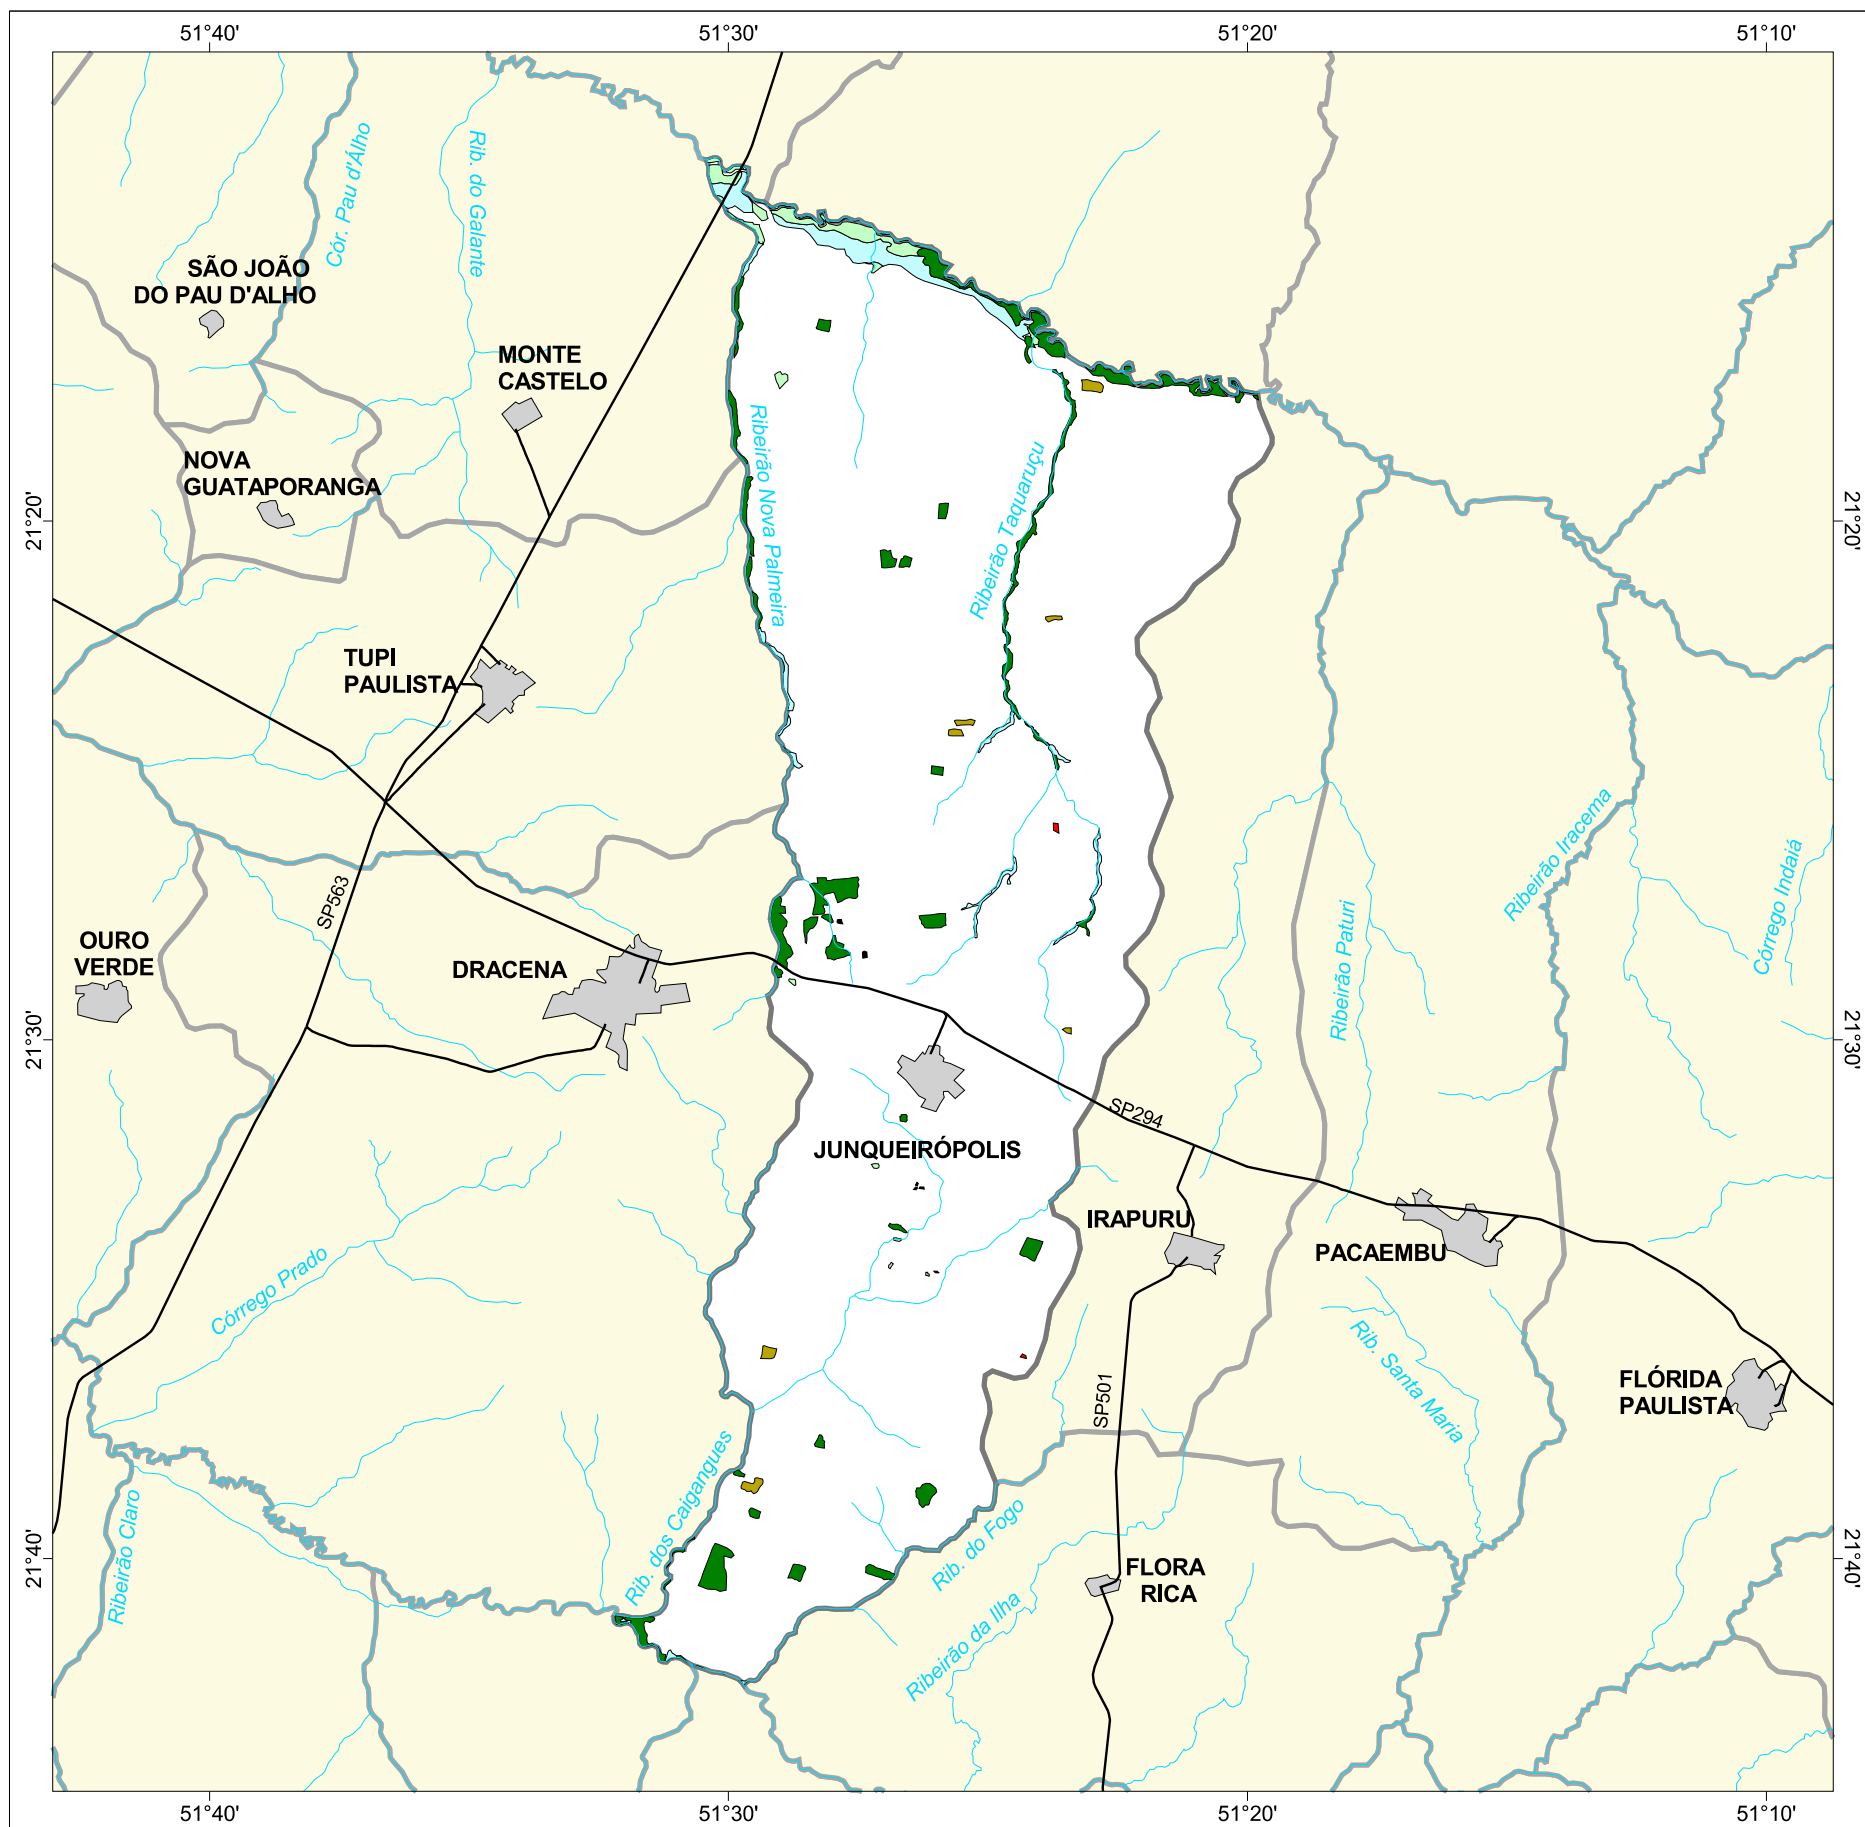 51°40'
51°30'
51°20'
51°10'
Cór. Pau d'Álho
Rib. do Galante
SÃO JOÃO
DO PAU D'ALHO
MONTE
CASTELO
NOVA
GUATAPORANGA
Ribeirão Nova Palmeira
Ribeirão Taquaruçu
21°20'
21°20'
TUPI
PAULISTA
SP563
Ribeirão Iracema
Córrego Indaiá
Ribeirão Paturi
OURO
VERDE
DRACENA
21°30'
21°30'
SP294
JUNQUEIRÓPOLIS
IRAPURU
PACAEMBU
Córrego Prado
Rib. Santa Maria
SP501
FLÓRIDA
PAULISTA
Rib. dos Caigangues
Ribeirão Claro
Rib. do Fogo
21°40'
21°40'
FLORA
RICA
Ribeirão da Ilha
51°40'
51°30'
51°20'
51°10'